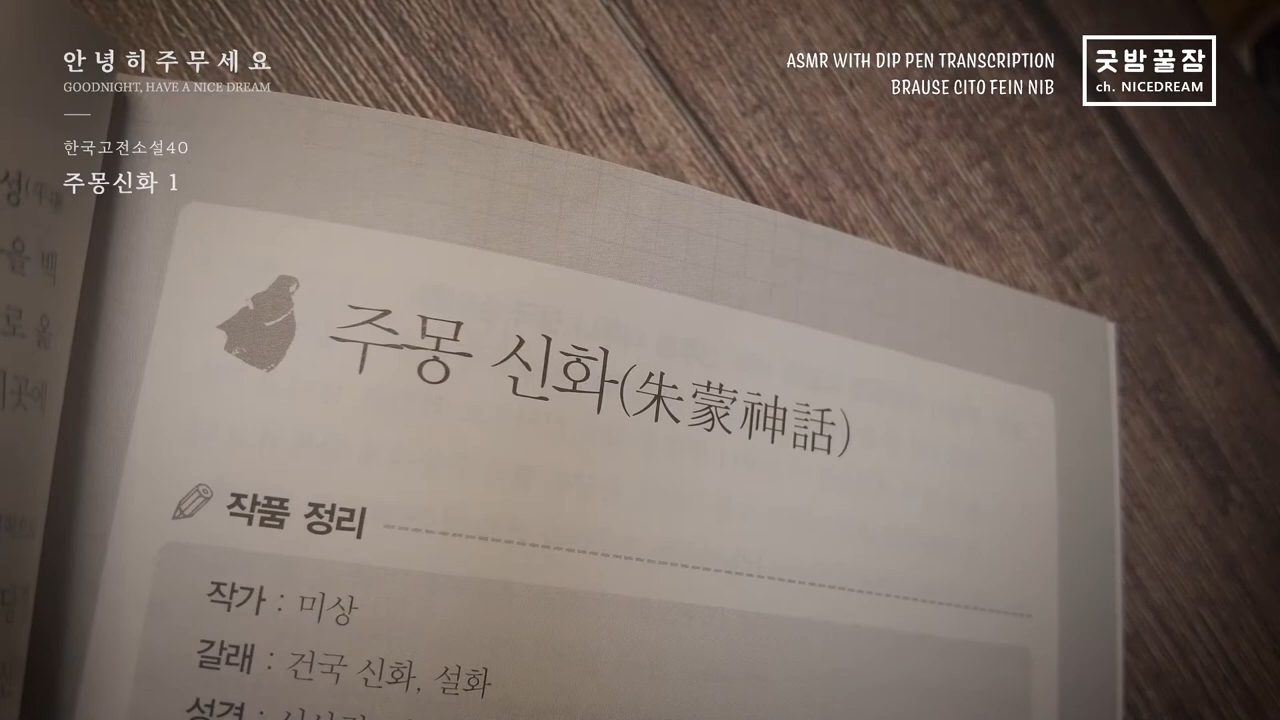 안녕히주무세요
GOODNIGHT, HAVE A NICE DREAM
한국고전소설40
주몽신화 1
ASMR WITH DIP PEN TRANSCRIPTION
BRAUSE CITO FEIN NIB
굿밤꿀잠
ch. NICEDREAM
주몽 신화(朱蒙神話)
작품 정리
작가 : 미상
갈래 : 건국 신화, 설화
성격 :